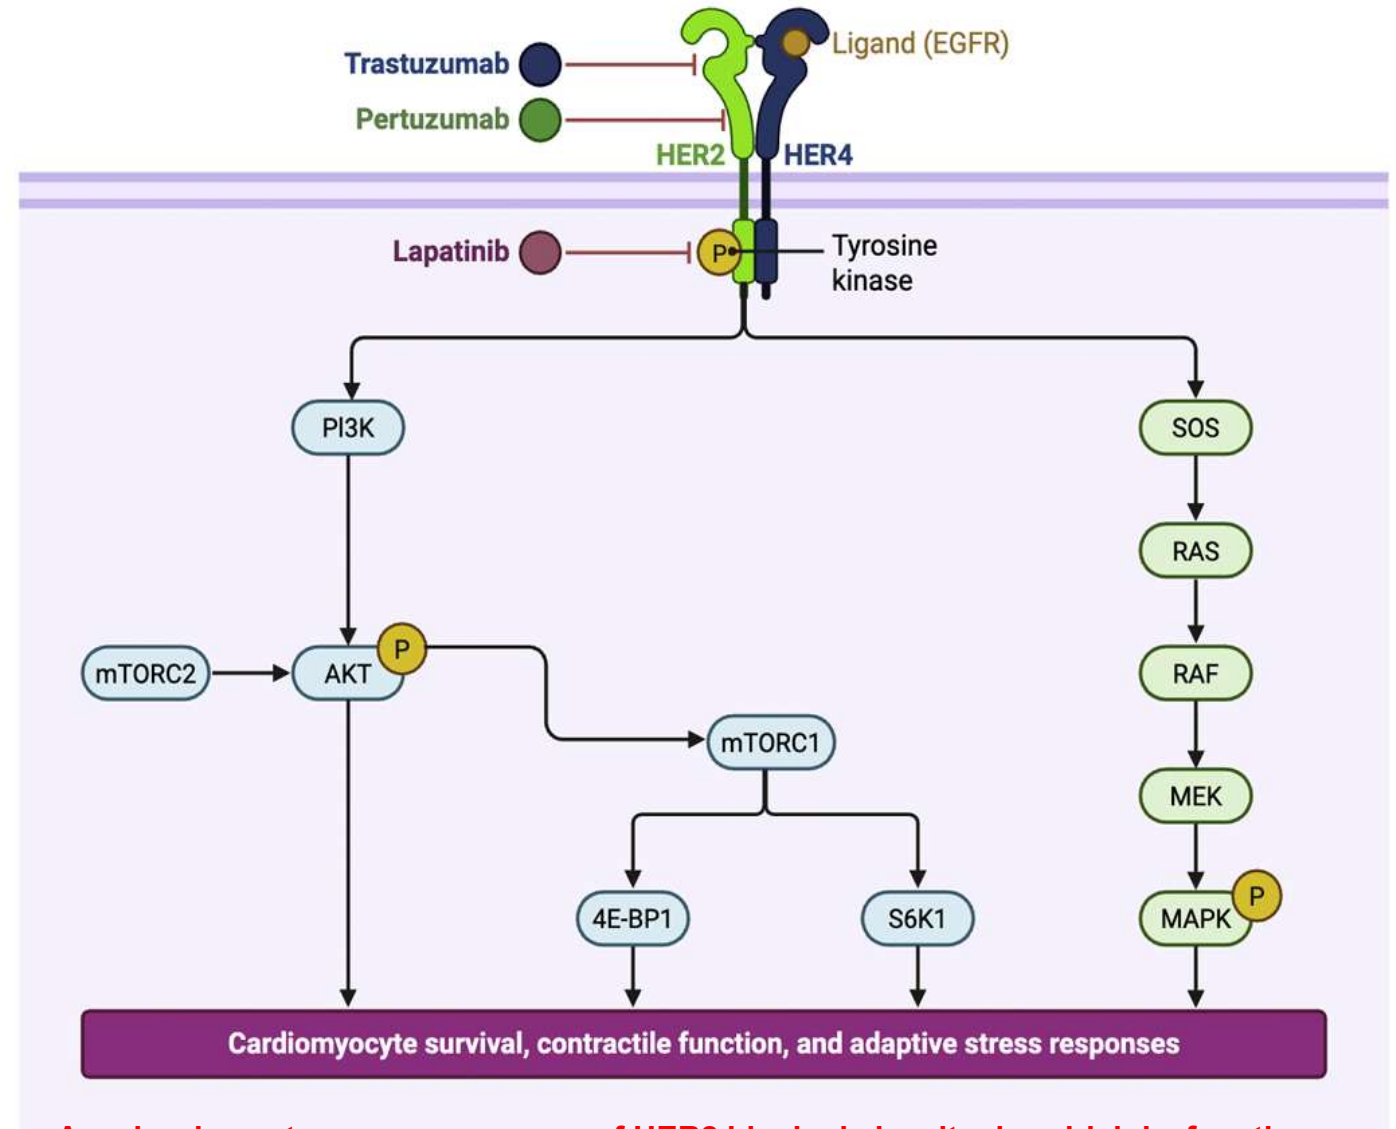 Trastuzumab
Ligand (EGFR)
Pertuzumab
HER2
HER4
Lapatinib
P
Tyrosine
kinase
PI3K
SOS
RAS
P
mTORC2
AKT
RAF
mTORC1
MEK
P
4E-BP1
S6K1
MAPK
Cardiomyocyte survival, contractile function, and adaptive stress responses